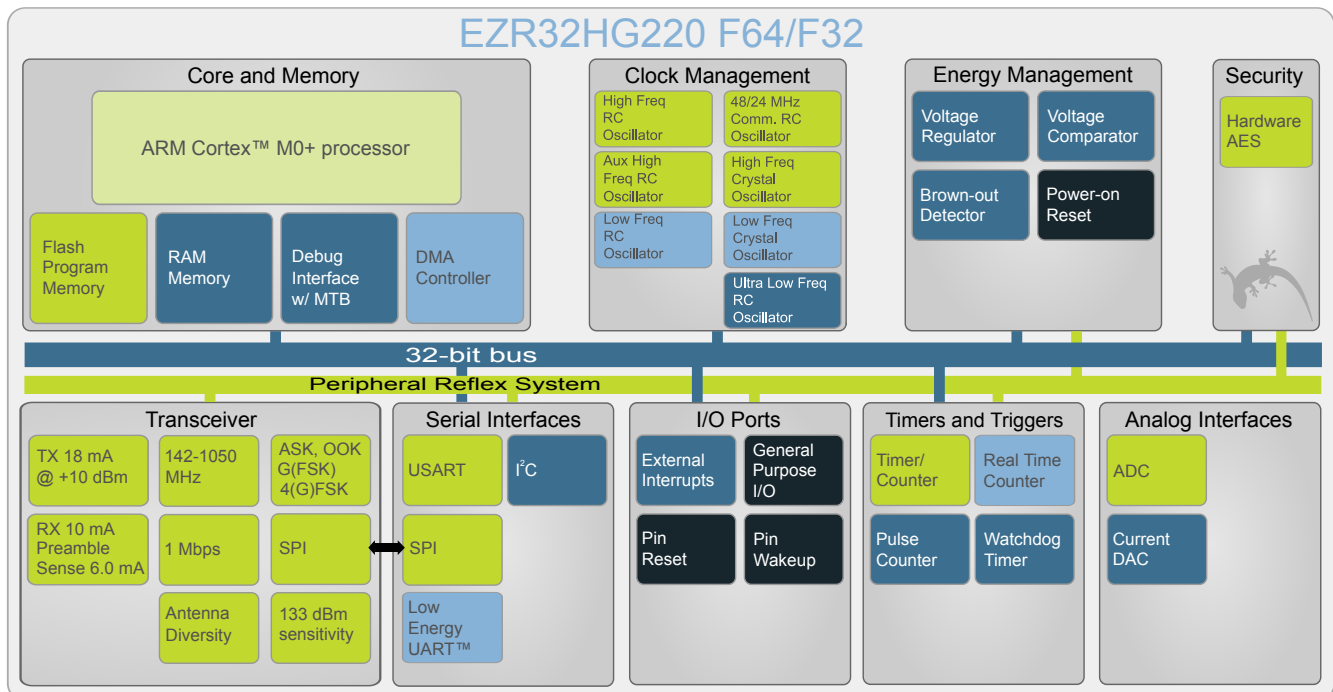 EZR32HG220 F64/F32
Core and Memory
ARM Cortex™ M0+ processor
Flash
Program
Memory
RAM
Memory
Debug
Interface
w/ MTB
DMA
Controller
Clock Management
High Freq
RC
Oscillator
48/24 MHz
Comm. RC
Oscillator
Aux High
Freq RC
Oscillator
High Freq
Crystal
Oscillator
Low Freq
RC
Oscillator
Low Freq
Crystal
Oscillator
Ultra Low Freq
RC
Oscillator
Energy Management
Voltage
Regulator
Voltage
Comparator
Brown-out
Detector
Power-on
Reset
Security
Hardware
AES
32-bit bus
Peripheral Reflex System
Transceiver
TX 18 mA
@ +10 dBm
142-1050
MHz
ASK, OOK
G(FSK)
4(G)FSK
RX 10 mA
Preamble
Sense 6.0 mA
1 Mbps
SPI
Antenna
Diversity
133 dBm
sensitivity
Serial Interfaces
USART
I²C
SPI
Low
Energy
UART™
I/O Ports
External
Interrupts
General
Purpose
I/O
Pin
Reset
Pin
Wakeup
Timers and Triggers
Timer/
Counter
Real Time
Counter
Pulse
Counter
Watchdog
Timer
Analog Interfaces
ADC
Current
DAC